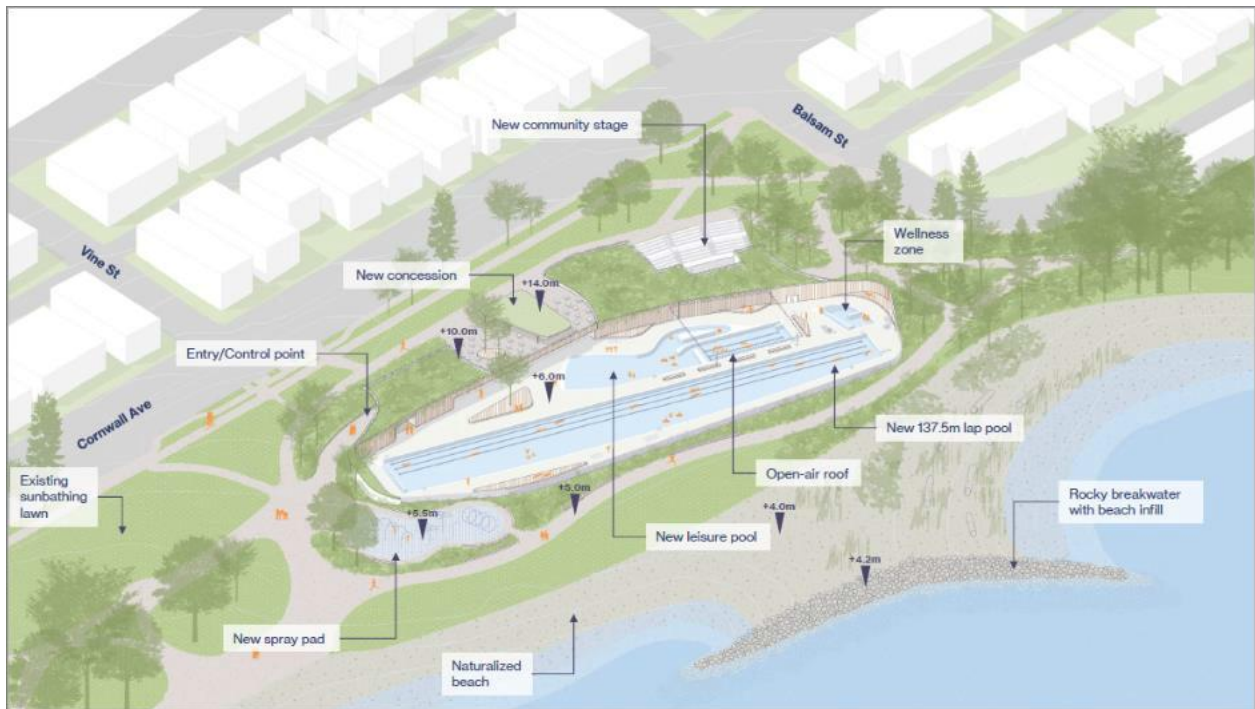 New community stage
Balsam St
Wellness
zone
Vine St
New concession
+14.0m
+10.0m
Entry/Control point
+6.0m
Cornwall Ave
New 137.5m lap pool
Existing
sunbathing
lawn
Open-air roof
+5.0m
Rocky breakwater
with beach infill
+4.0m
+5.5m
New leisure pool
+4.2m
New spray pad
Naturalized
beach